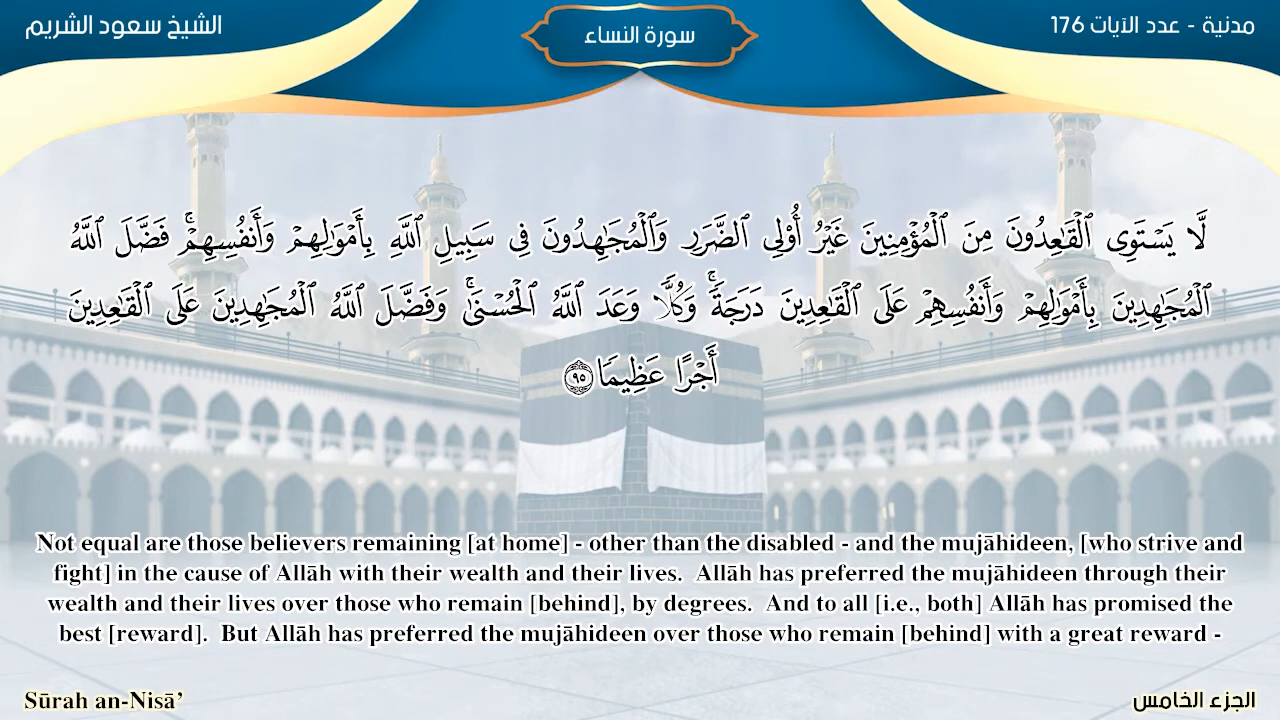 الشيخ سعود الشريم
سورة النساء
مدنية - عدد الآيات 176
لَّا يَسْتَوِى ٱلْقَـٰعِدُونَ مِنَ ٱلْمُؤْمِنِينَ غَيْرُ أُو۟لِى ٱلضَّرَرِ وَٱلْمُجَـٰهِدُونَ فِى سَبِيلِ ٱللَّهِ بِأَمْوَٰلِهِمْ وَأَنفُسِهِمْ ۚ فَضَّلَ ٱللَّهُ
ٱلْمُجَـٰهِدِينَ بِأَمْوَٰلِهِمْ وَأَنفُسِهِمْ عَلَى ٱلْقَـٰعِدِينَ دَرَجَةً ۚ وَكُلًّا وَعَدَ ٱللَّهُ ٱلْحُسْنَىٰ ۚ وَفَضَّلَ ٱللَّهُ ٱلْمُجَـٰهِدِينَ عَلَى ٱلْقَـٰعِدِينَ
أَجْرًا عَظِيمًا ٩٥
Not equal are those believers remaining [at home] - other than the disabled - and the mujāhideen, [who strive and
fight] in the cause of Allāh with their wealth and their lives. Allāh has preferred the mujāhideen through their
wealth and their lives over those who remain [behind], by degrees. And to all [i.e., both] Allāh has promised the
best [reward]. But Allāh has preferred the mujāhideen over those who remain [behind] with a great reward -
Sūrah an-Nisā’
الجزء الخامس